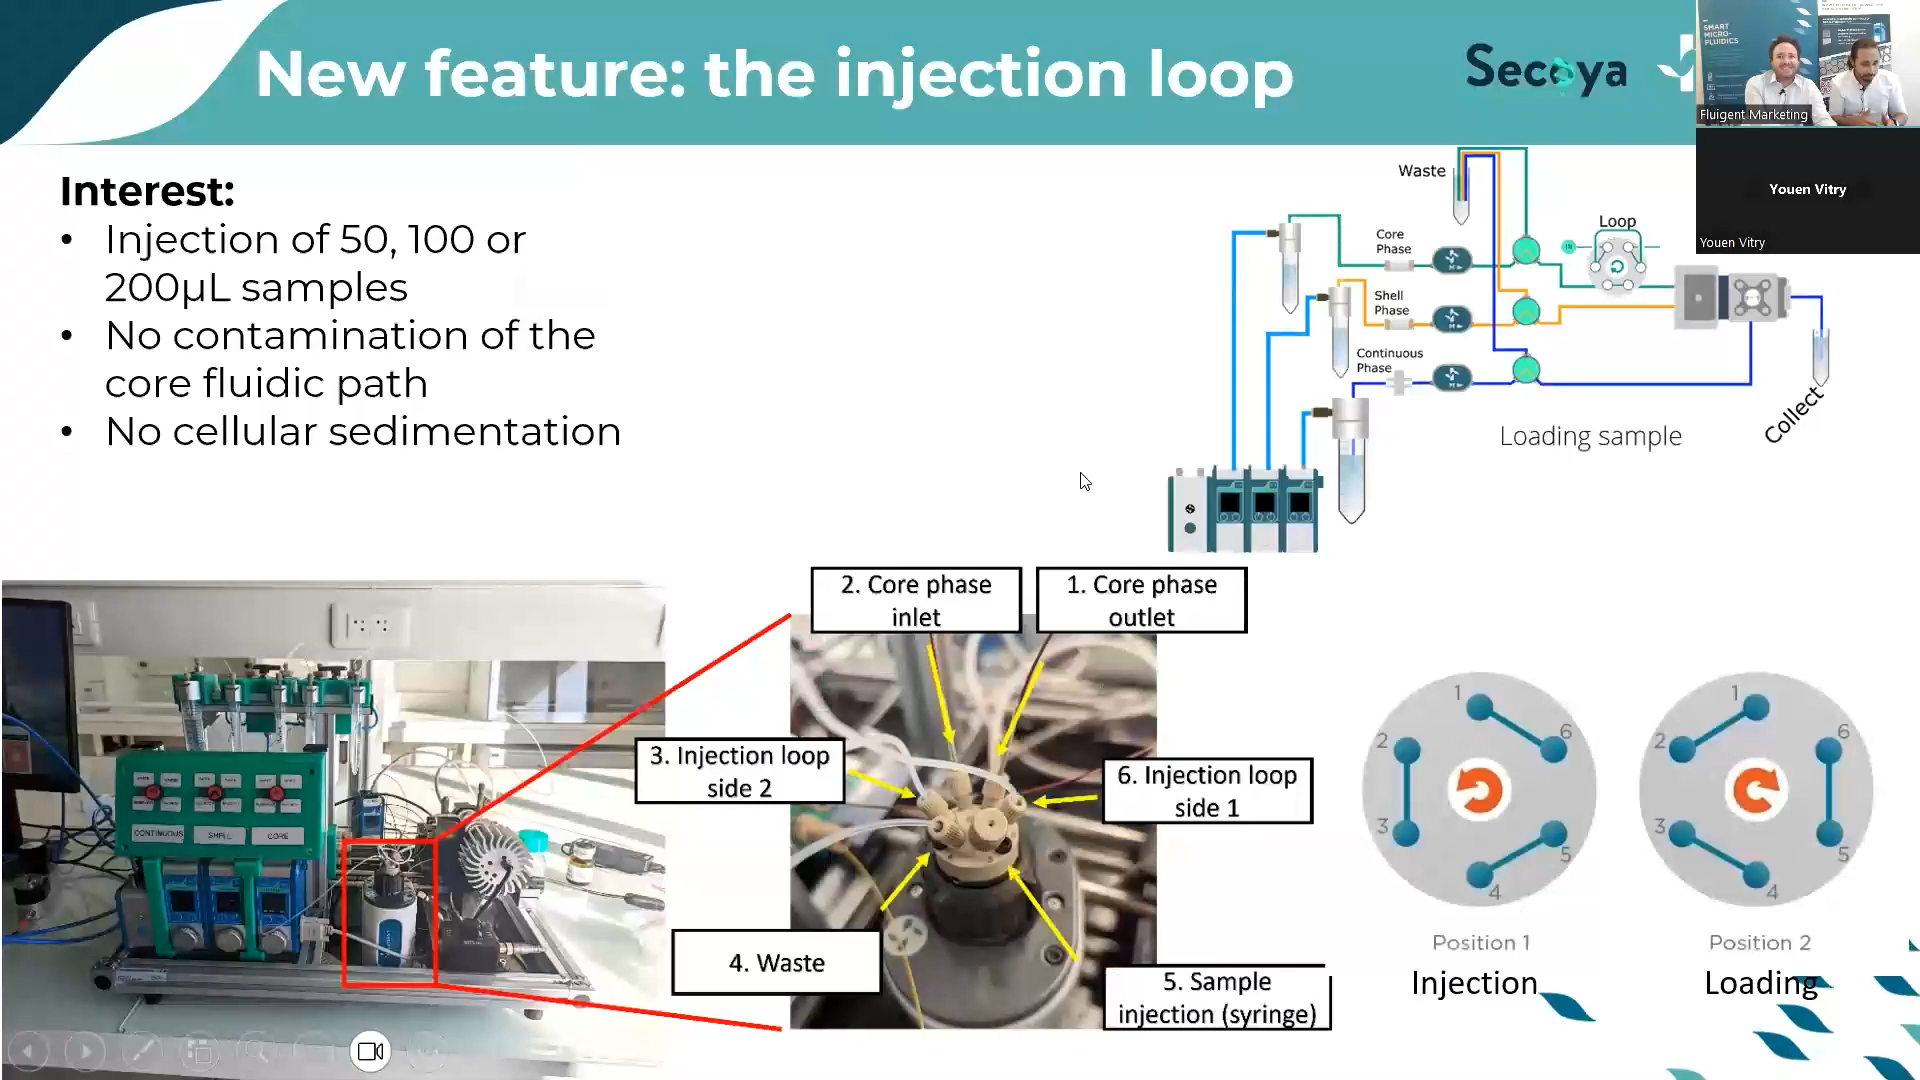 New feature: the injection loop
Secoya
SMART
MICRO-
FLUIDICS
Fluigent Marketing
Youen Vitry
Youen Vitry
Interest:
• Injection of 50, 100 or
200µL samples
• No contamination of the
core fluidic path
• No cellular sedimentation
Waste
Loop
Core
Phase
IN
Shell
Phase
Continuous
Phase
Collect
Loading sample
2. Core phase
inlet
1. Core phase
outlet
3. Injection loop
side 2
6. Injection loop
side 1
4. Waste
5. Sample
injection (syringe)
CONTINUOUS
SHELL
CORE
1
2
6
3
5
4
1
2
6
3
5
4
Position 1
Injection
Position 2
Loading